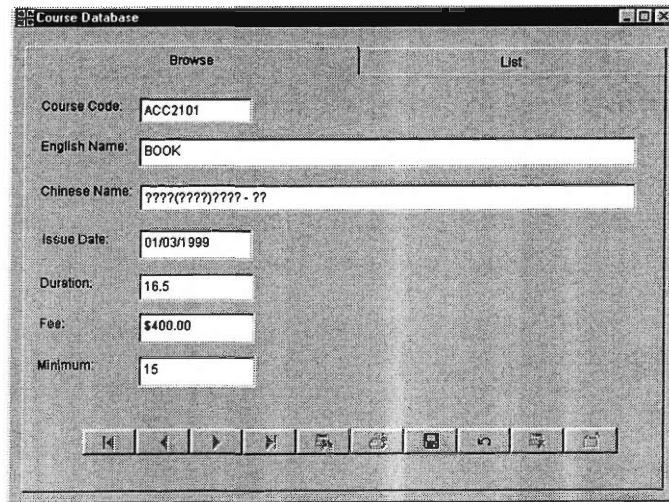 Course Database
Browse List
Course Code: ACC2101
English Name: BOOK
Chinese Name: ????(????)???? - ??
Issue Date: 01/03/1999
Duration: 16.5
Fee: $400.00
Minimum: 15